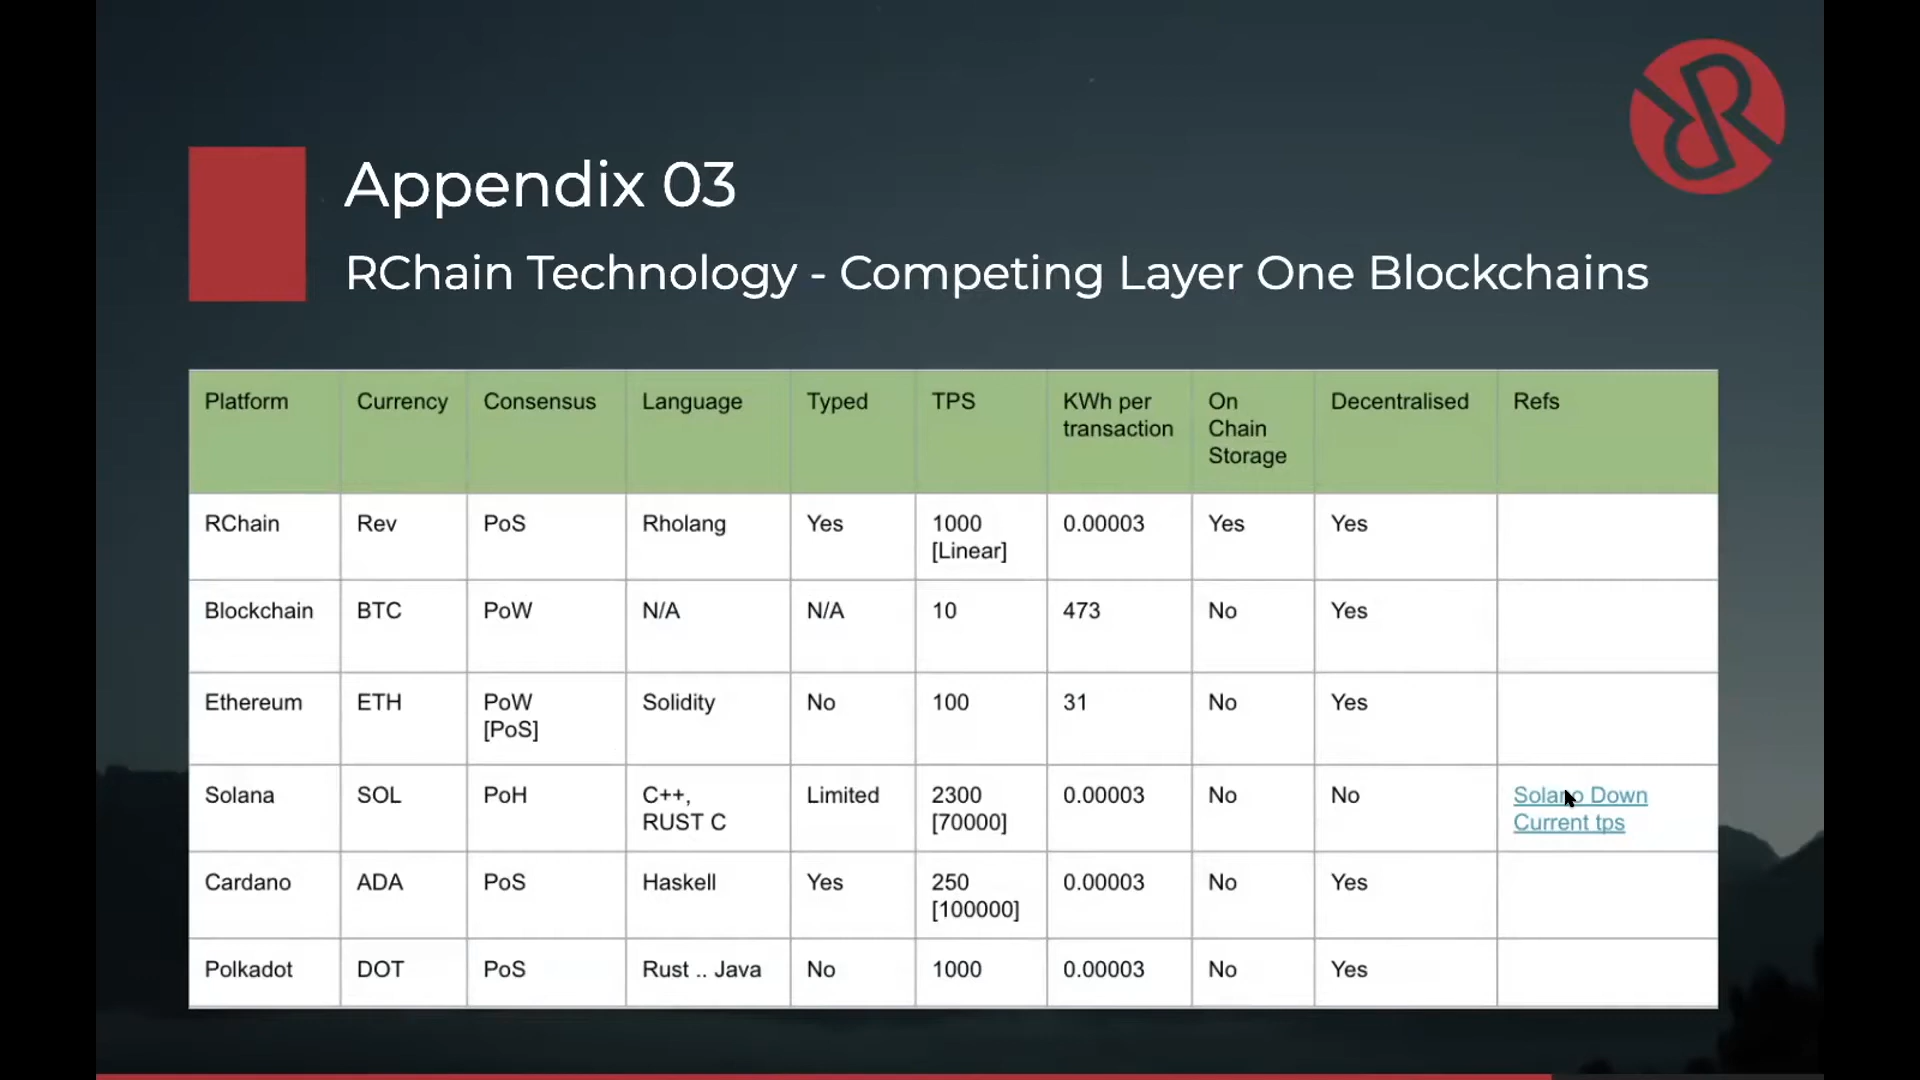 Appendix 03
RChain Technology - Competing Layer One Blockchains
Platform Currency Consensus Language Typed TPS KWh per transaction On Chain Storage Decentralised Refs
RChain Rev PoS Rholang Yes 1000 [Linear] 0.00003 Yes Yes
Blockchain BTC PoW N/A N/A 10 473 No Yes
Ethereum ETH PoW [PoS] Solidity No 100 31 No Yes
Solana SOL PoH C++, RUST C Limited 2300 [70000] 0.00003 No No Solano Down Current tps
Cardano ADA PoS Haskell Yes 250 [100000] 0.00003 No Yes
Polkadot DOT PoS Rust .. Java No 1000 0.00003 No Yes